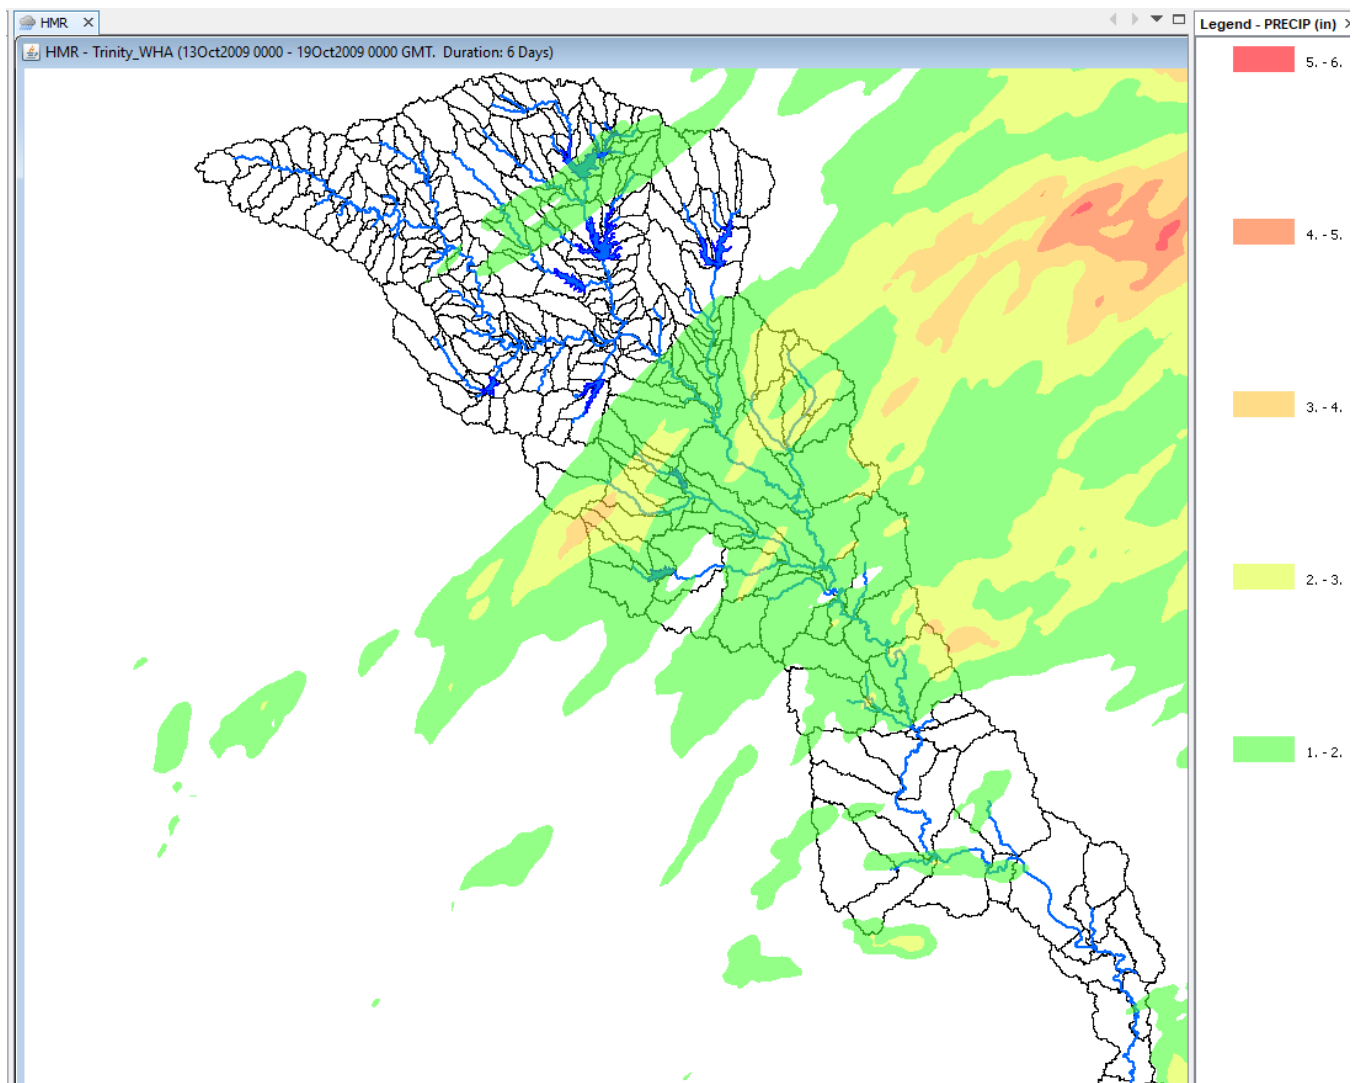 HMR
Legend - PRECIP (in)
HMR - Trinity_WHA (13Oct2009 0000 - 19Oct2009 0000 GMT. Duration: 6 Days)
5. - 6.
4. - 5.
3. - 4.
2. - 3.
1. - 2.